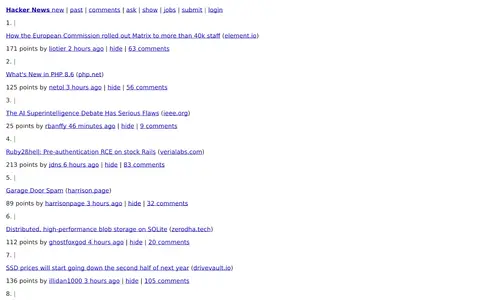 Hacker News new | past | comments | ask | show | jobs | submit | login
1. |
How the European Commission rolled out Matrix to more than 40k staff (element.io)
171 points by liotier 2 hours ago | hide | 63 comments
2. |
What's New in PHP 8.6 (php.net)
125 points by netol 3 hours ago | hide | 56 comments
3. |
The AI Superintelligence Debate Has Serious Flaws (ieee.org)
25 points by rbanffy 46 minutes ago | hide | 9 comments
4. |
Ruby2Shell: Pre-authentication RCE on stock Rails (verialabs.com)
213 points by jdns 6 hours ago | hide | 83 comments
5. |
Garage Door Spam (harrison.page)
89 points by harrisonpage 3 hours ago | hide | 32 comments
6. |
Distributed, high-performance blob storage on SQLite (zerodha.tech)
112 points by ghostfoxgod 4 hours ago | hide | 20 comments
7. |
SSD prices will start going down the second half of next year (drivevault.io)
136 points by illidan1000 3 hours ago | hide | 105 comments
8. |